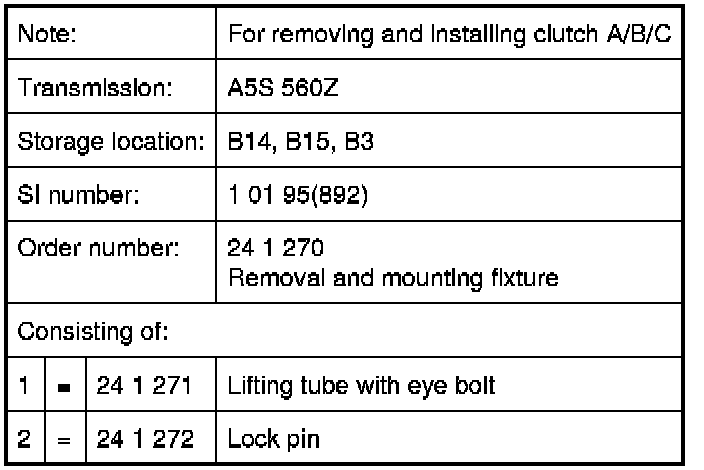 Note: For removing and installing clutch A/B/C
Transmission: A5S 560Z
Storage location: B14, B15, B3
SI number: 1 01 95(892)
Order number: 24 1 270
Removal and mounting fixture
Consisting of:
1 = 24 1 271 Lifting tube with eye bolt
2 = 24 1 272 Lock pin